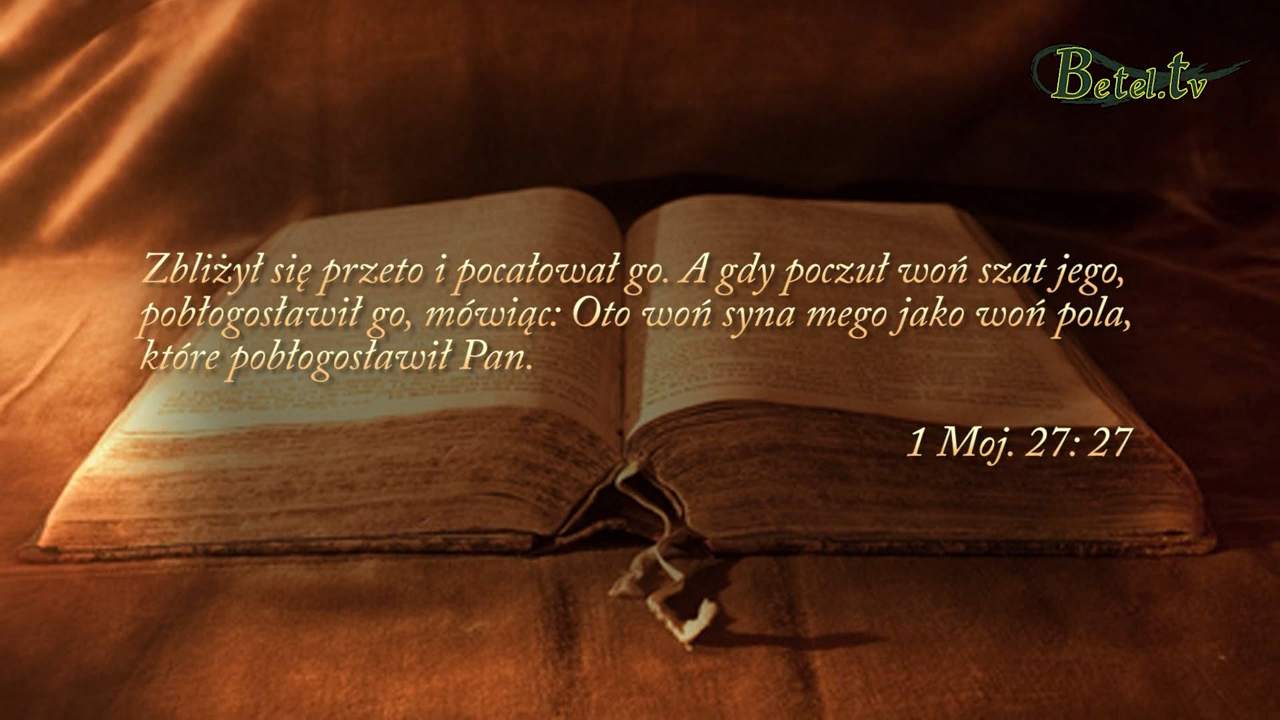 Betel.tv
Zbliżył się przeto i pocałował go. A gdy poczuł woń szat jego,
pobłogosławił go, mówiąc: Oto woń syna mego jako woń pola,
które pobłogosławił Pan.
1 Moj. 27: 27